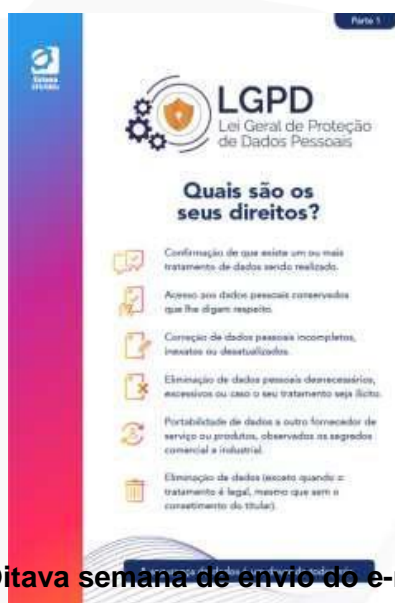 Parte 1
Sistema
LGPD
Lei Geral de Proteção
de Dados Pessoais
Quais são os
seus direitos?
Confirmação de que existe um ou mais
tratamento de dados sendo realizado.
Acesso aos dados pessoais conservados
que lhe digam respeito.
Correção de dados pessoais incompletos,
inexatos ou desatualizados.
Eliminação de dados pessoais desnecessários,
excessivos ou caso o seu tratamento seja ilícito.
Portabilidade de dados a outro fornecedor de
serviço ou produtos, observados os segredos
comercial e industrial.
Eliminação de dados (exceto quando o
tratamento é legal, mesmo que sem o
consetimento do titular).
itava semana de envio do e-